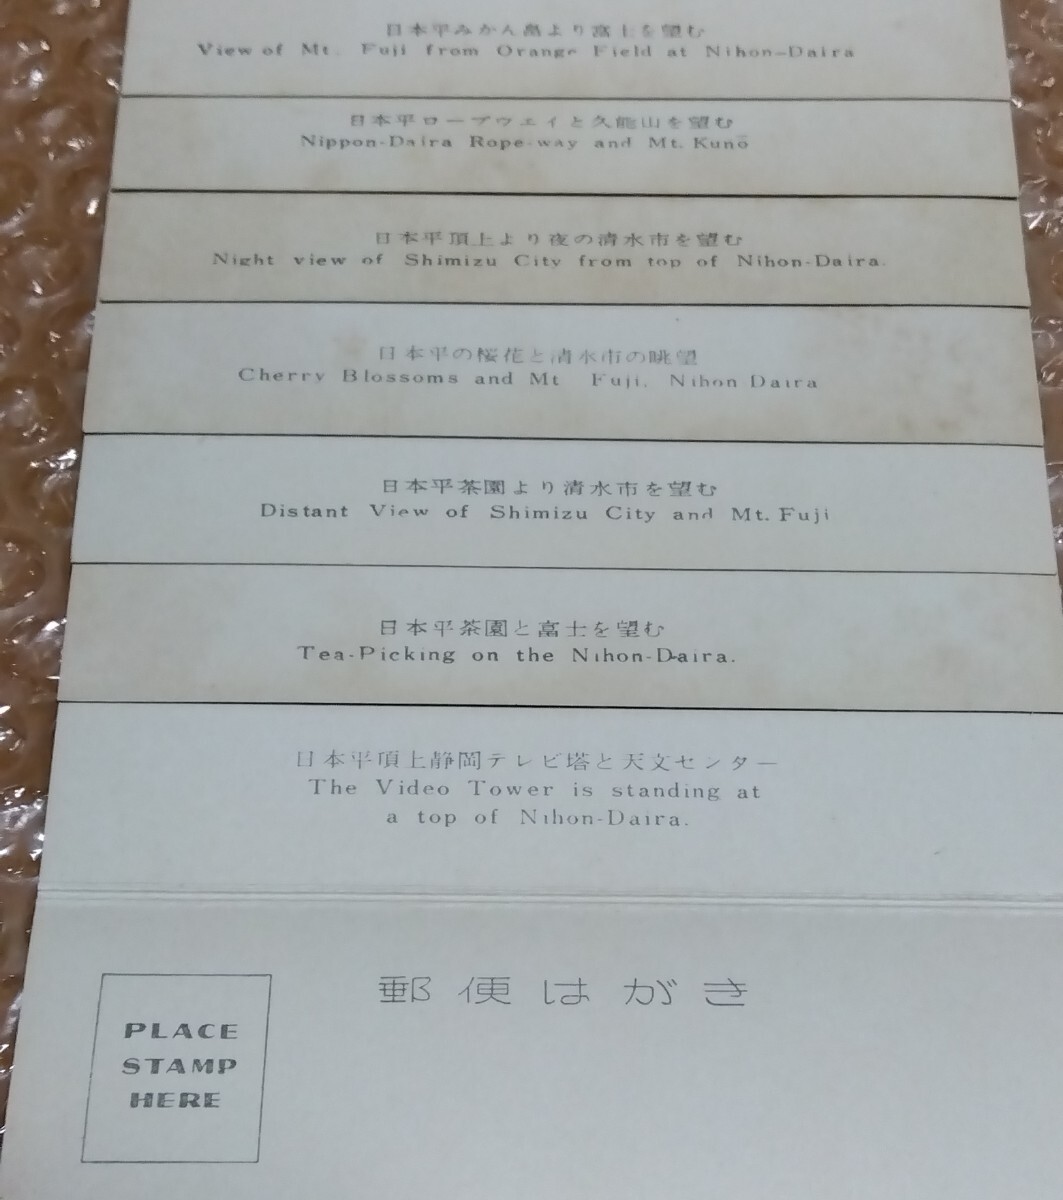 日本平みかん畠より富士を望む
View of Mt. Fuji from Orange Field at Nihon-Daira
日本平ロープウエイと久能山を望む
Nippon-Daira Rope-way and Mt. Kunō
日本平頂上より夜の清水市を望む
Night view of Shimizu City from top of Nihon-Daira.
日本平の桜花と清水市の眺望
Cherry Blossoms and Mt Fuji, Nihon Daira
日本平茶園より清水市を望む
Distant View of Shimizu City and Mt. Fuji
日本平茶園と富士を望む
Tea-Picking on the Nihon-Daira.
日本平頂上静岡テレビ塔と天文センター
The Video Tower is standing at
a top of Nihon-Daira.
郵便はがき
PLACE
STAMP
HERE